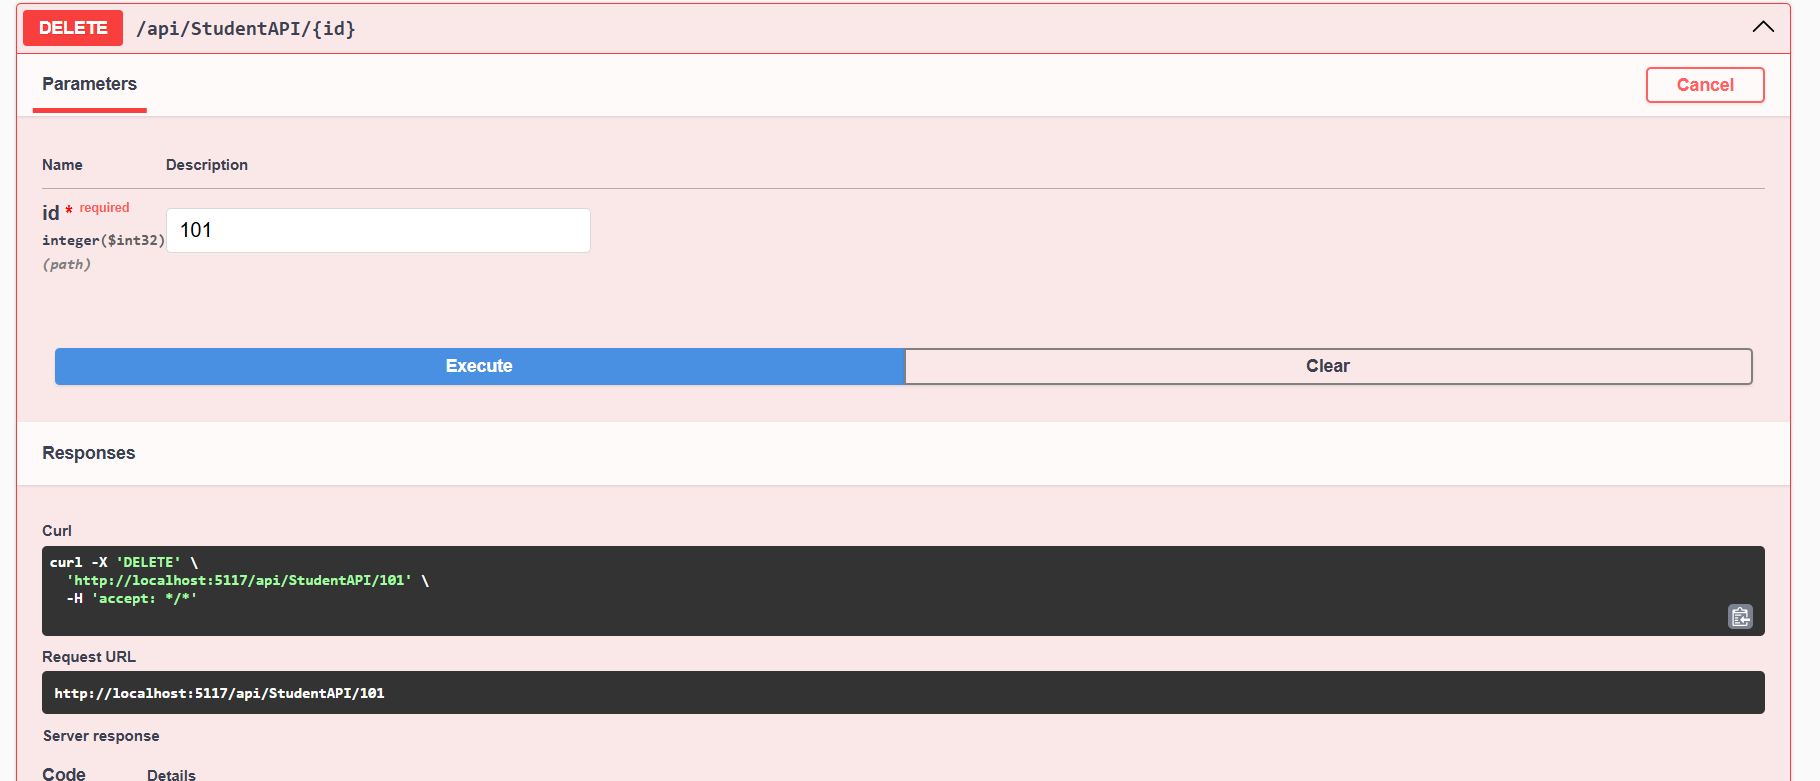 DELETE /api/StudentAPI/{id}
Parameters
Cancel
Name Description
id * required
integer($int32)
(path)
101
Execute
Clear
Responses
Curl
curl -X 'DELETE' \
'http://localhost:5117/api/StudentAPI/101' \
-H 'accept: */*'
Request URL
http://localhost:5117/api/StudentAPI/101
Server response
Code Details